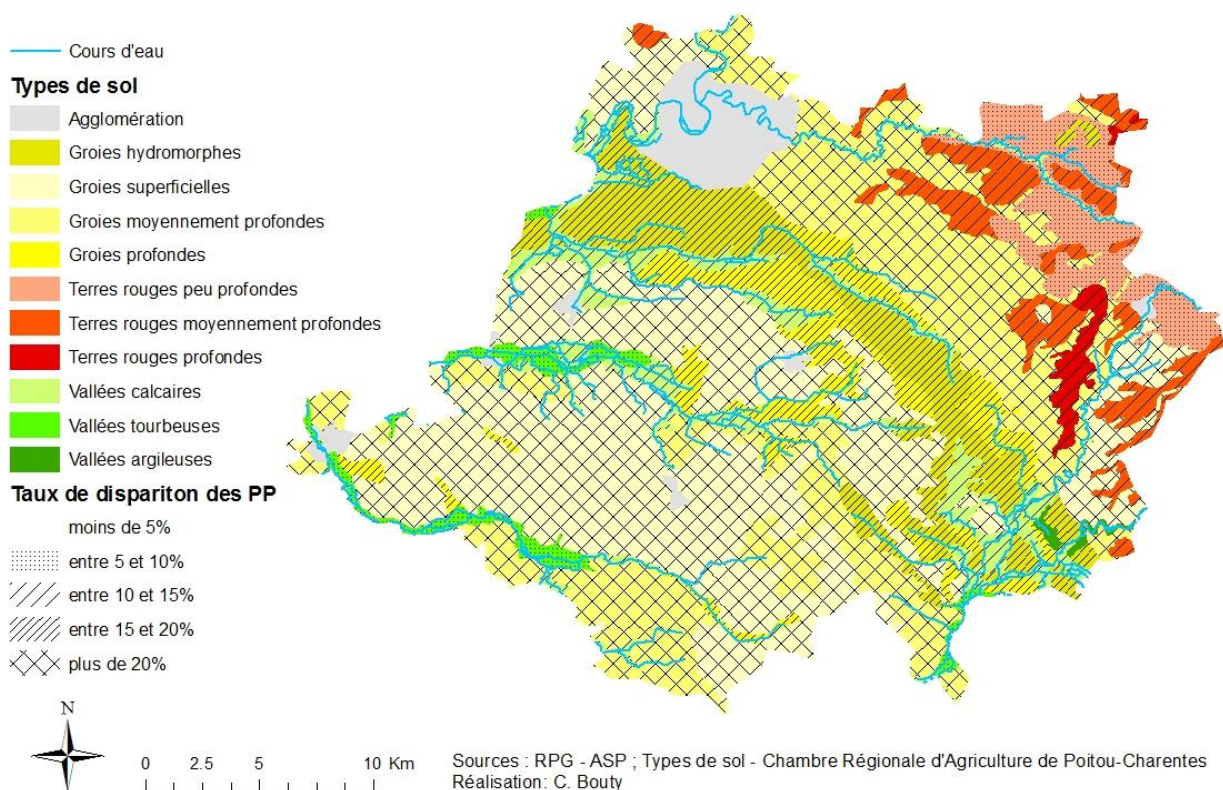 Cours d'eau
Types de sol
Agglomération
Groies hydromorphes
Groies superficielles
Groies moyennement profondes
Groies profondes
Terres rouges peu profondes
Terres rouges moyennement profondes
Terres rouges profondes
Vallées calcaires
Vallées tourbeuses
Vallées argileuses
Taux de dispariton des PP
moins de 5%
entre 5 et 10%
entre 10 et 15%
entre 15 et 20%
plus de 20%
N
0 2.5 5 10 Km
Sources : RPG - ASP ; Types de sol - Chambre Régionale d'Agriculture de Poitou-Charentes
Réalisation: C. Bouty